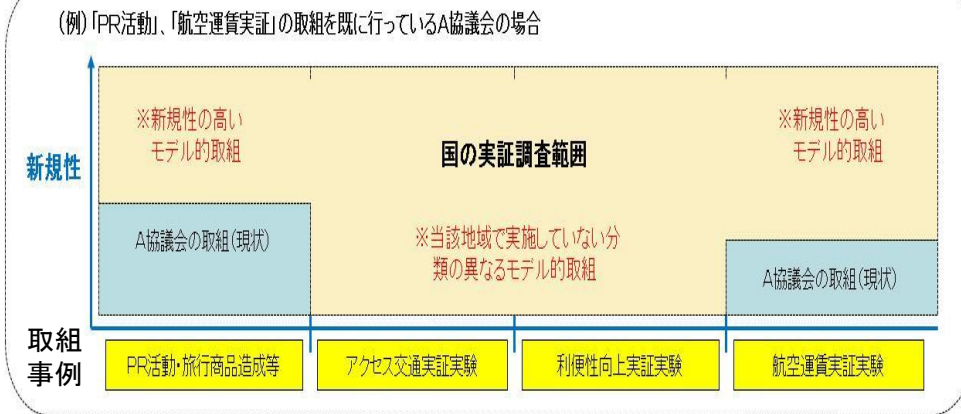 (例)「PR活動」、「航空運賃実証」の取組を既に行っているA協議会の場合
新規性
※新規性の高い
モデル的取組
国の実証調査範囲
※新規性の高い
モデル的取組
A協議会の取組(現状)
※当該地域で実施していない分
類の異なるモデル的取組
A協議会の取組(現状)
取組
事例
PR活動・旅行商品造成等
アクセス交通実証実験
利便性向上実証実験
航空運賃実証実験